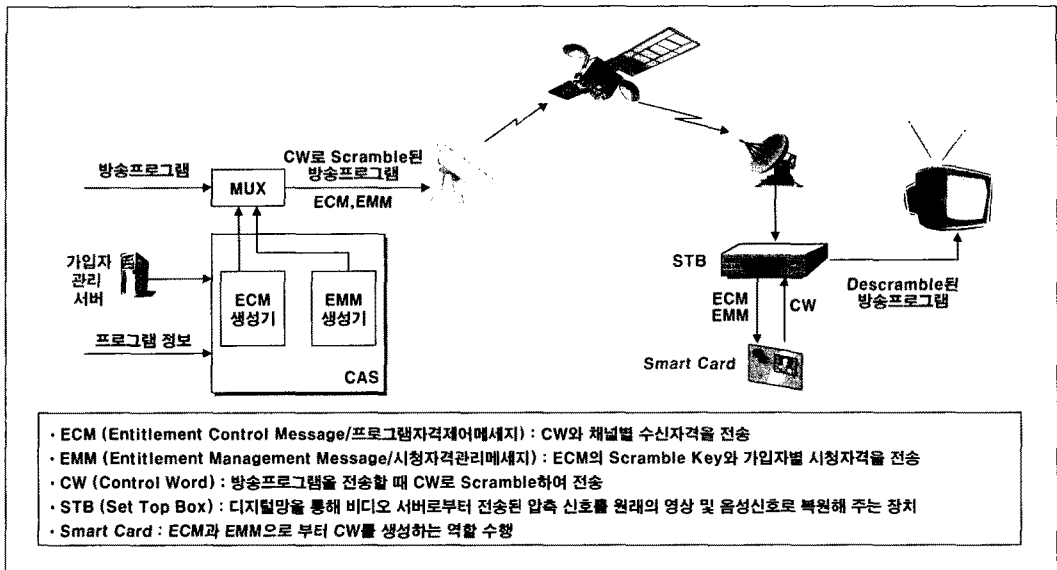 방송프로그램
MUX
CW로 Scramble된
방송프로그램
ECM,EMM
가입자
관리
서버
ECM
생성기
EMM
생성기
프로그램 정보
CAS
STB
ECM
EMM
CW
Descramble된
방송프로그램
Smart Card
· ECM (Entitlement Control Message/프로그램자격제어메세지) : CW와 채널별 수신자격을 전송
· EMM (Entitlement Management Message/시청자격관리메세지) : ECM의 Scramble Key와 가입자별 시청자격을 전송
· CW (Control Word) : 방송프로그램을 전송할 때 CW로 Scramble하여 전송
· STB (Set Top Box) : 디지털망을 통해 비디오 서버로부터 전송된 압축 신호를 원래의 영상 및 음성신호로 복원해 주는 장치
· Smart Card : ECM과 EMM으로 부터 CW를 생성하는 역할 수행